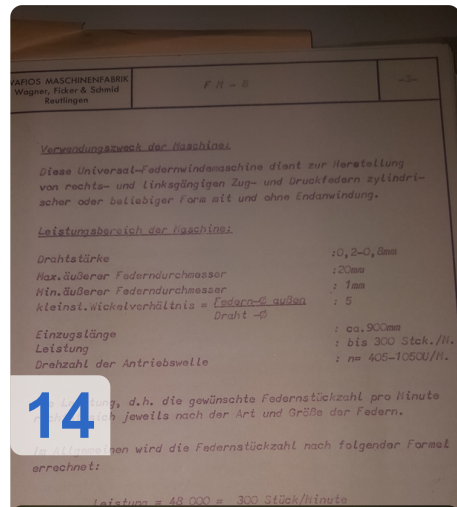 WAFIOS MASCHINENFABRIK
Wagner, Ficker & Schmid
Reutlingen
F M - 8
-3-
Verwendungszweck der Maschine:
Diese Universal-Federnwindemaschine dient zur Herstellung
von rechts- und linksgängigen Zug- und Druckfedern zylindri-
scher oder beliebiger Form mit und ohne Endanwindung.
Leistungsbereich der Maschine:
Drahtstärke :0,2-0,8mm
Max.äußerer Federndurchmesser :20mm
Min.äußerer Federndurchmesser : 1mm
kleinst.Wickelverhältnis = Federn-∅ außen : 5
Draht -∅
Einzugslänge : ca.900mm
Leistung : bis 300 Stck./M.
Drehzahl der Antriebswelle : n= 405-1050U/M.
14
d.h. die gewünschte Federnstückzahl pro Minute
sich jeweils nach der Art und Größe der Federn.
Allgemeinen wird die Federnstückzahl nach folgender Formel
errechnet:
Leistung = 48 000 = 300 Stück/Minute